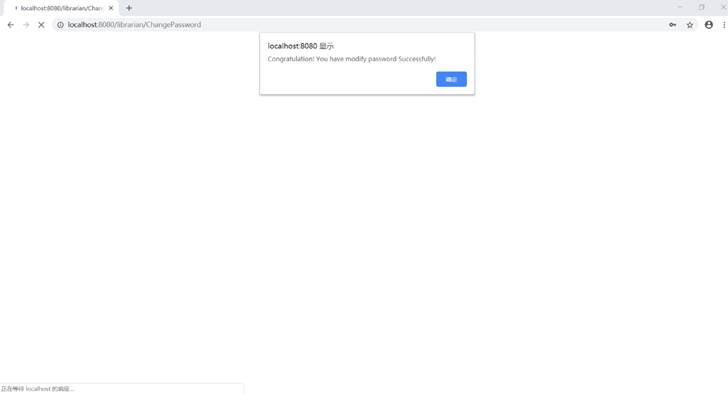 localhost:8080/librarian/Chan
localhost:8080/librarian/ChangePassword
localhost:8080 显示
Congratulation! You have modify password Successfully!
确定
正在等待 localhost 的响应...